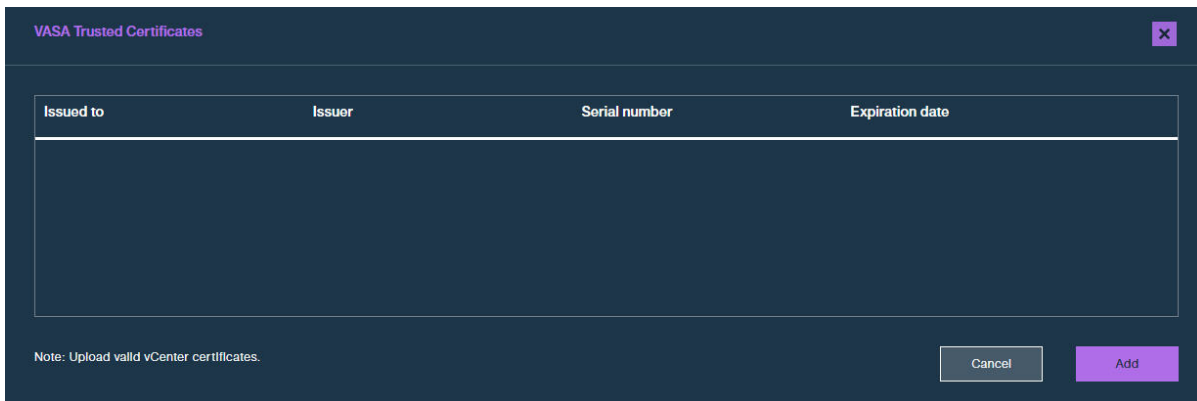 VASA Trusted Certificates
Issued to Issuer Serial number Expiration date
Note: Upload valid vCenter certificates.
Cancel Add